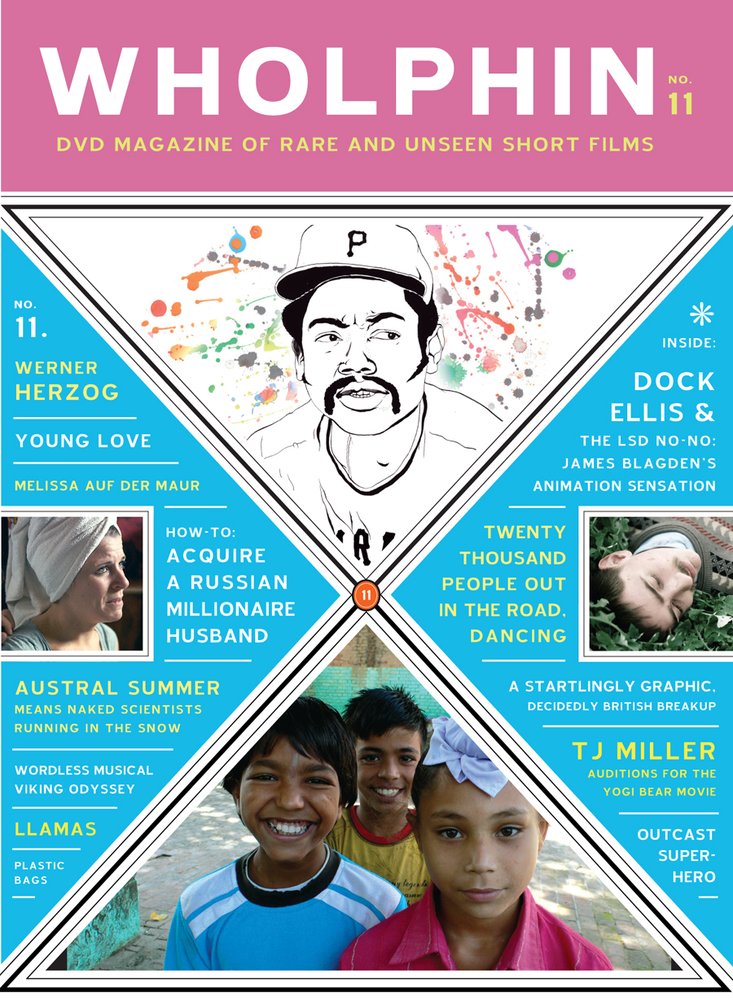 WHOLPHIN
NO.
11
DVD MAGAZINE OF RARE AND UNSEEN SHORT FILMS
P
NO.
11.
WERNER
HERZOG
YOUNG LOVE
MELISSA AUF DER MAUR
HOW-TO:
ACQUIRE
A RUSSIAN
MILLIONAIRE
HUSBAND
AUSTRAL SUMMER
MEANS NAKED SCIENTISTS
RUNNING IN THE SNOW
WORDLESS MUSICAL
VIKING ODYSSEY
LLAMAS
PLASTIC
BAGS
11
INSIDE:
DOCK
ELLIS &
THE LSD NO-NO:
JAMES BLAGDEN'S
ANIMATION SENSATION
TWENTY
THOUSAND
PEOPLE OUT
IN THE ROAD,
DANCING
A STARTLINGLY GRAPHIC,
DECIDEDLY BRITISH BREAKUP
TJ MILLER
AUDITIONS FOR THE
YOGI BEAR MOVIE
OUTCAST
SUPER-
HERO